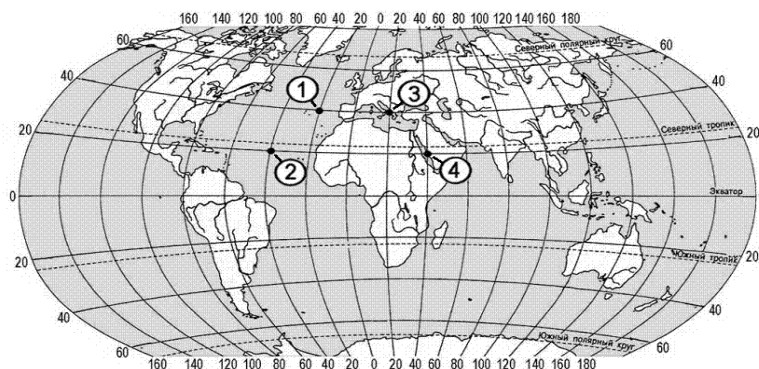 160 140 120 100 80 60 40 20 0 20 40 60 80 100 120 140 160 180
60 Северный полярный круг 60
40 40
1 3
20 Северный тропик 20
2 4
0 Экватор 0
20 Южный тропик 20
40 40
60 Южный полярный круг 60
160 140 120 100 80 60 40 20 0 20 40 60 80 100 120 140 160 180